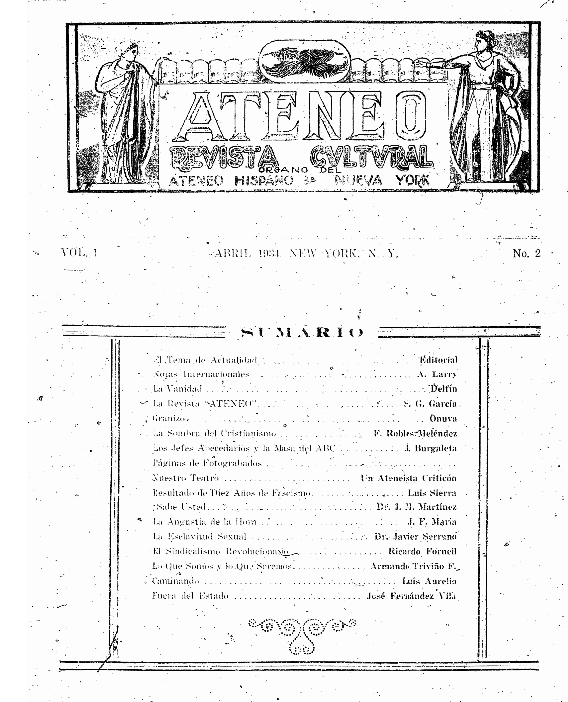 ATENEO
REVISTA CVLTVRAL
ORGANO DEL
ATENEO HISPANO DE NUEVA YORK
VOL. 1 ABRIL 1931 NEW YORK, N. Y. No. 2
SUMARIO
El Tema de Actualidad Editorial
Notas Internacionales A. Larry
La Vanidad Delfín
La Revista "ATENEO" S. G. García
Granizo Onuva
La Sombra del Cristianismo F. Robles-Meléndez
Los Jefes Abecedarios y la Masa del ABC J. Burgaleta
Páginas de Fotograbados
Nuestro Teatro Un Ateneista Criticón
Resultado de Diez Años de Fascismo Luis Sierra
¿Sabe Usted Dr. J. B. Martínez
La Angustia de la Hora J. F. María
La Esclavitud Sexual Dr. Javier Serrano
El Sindicalismo Revolucionario Ricardo Fornell
Lo Que Somos y lo Que Seremos Armando Triviño F.
Caminando Luis Aurelio
Fuera del Estado José Fernández Vila